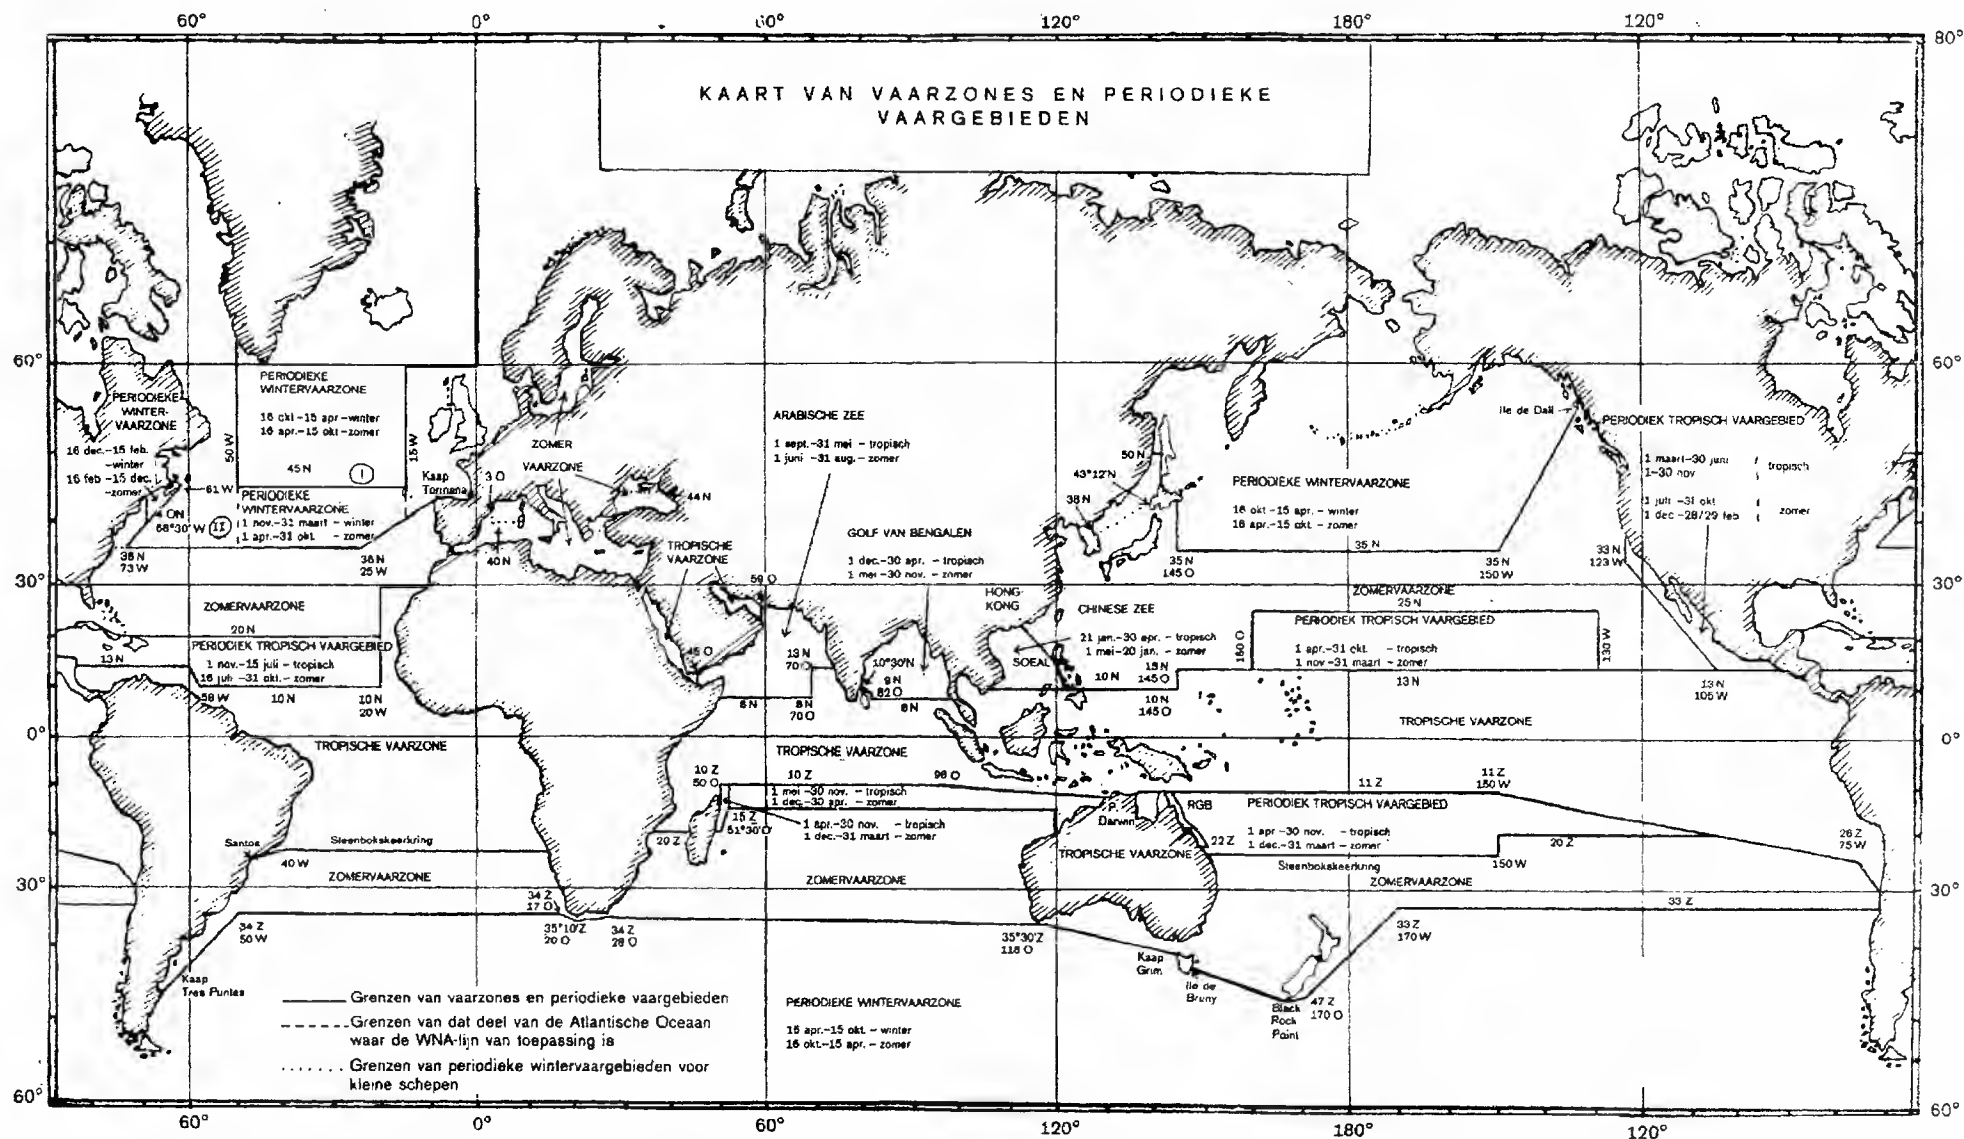 60°
0°
60°
120°
180°
120°
80°
KAART VAN VAARZONES EN PERIODIEKE
VAARGEBIEDEN
60°
60°
PERIODIEKE
WINTER-
VAARZONE
16 dec.-15 feb.
-winter
16 feb-15 dec.
-zomer
61 W
68°30' W
II
38 N
73 W
50 W
PERIODIEKE
WINTERVAARZONE
16 okt-15 apr-winter
16 apr.-15 okt-zomer
45 N
I
PERIODIEKE
WINTERVAARZONE
1 nov.-31 maart - winter
1 apr.-31 okt. - zomer
36 N
25 W
15 W
Kaap
Torinana
3 O
40 N
ZOMER
VAARZONE
44 N
ARABISCHE ZEE
1 sept.-31 mei - tropisch
1 juni -31 aug. - zomer
GOLF VAN BENGALEN
1 dec.-30 apr. - tropisch
1 mei-30 nov. - zomer
TROPISCHE
VAARZONE
59 O
45 O
50 N
43°12'N
38 N
PERIODIEKE WINTERVAARZONE
16 okt -15 apr. - winter
16 apr.-15 okt. - zomer
35 N
35 N
145 O
35 N
150 W
Ile de Dall
PERIODIEK TROPISCH VAARGEBIED
1 maart-30 juni
1-30 nov
tropisch
1 juli -31 okt
1 dec -28/29 feb
zomer
33 N
123 W
30°
30°
ZOMERVAARZONE
20 N
PERIODIEK TROPISCH VAARGEBIED
1 nov.-15 juli - tropisch
16 juli -31 okt. - zomer
13 N
59 W
10 N
10 N
20 W
HONG-
KONG
CHINESE ZEE
21 jan.-30 apr. - tropisch
1 mei-20 jan. - zomer
SOEAL
10 N
13 N
145 O
10 N
145 O
ZOMERVAARZONE
25 N
160 O
PERIODIEK TROPISCH VAARGEBIED
1 apr.-31 okt. - tropisch
1 nov -31 maart - zomer
130 W
13 N
13 N
105 W
13 N
70 O
10°30'N
9 N
82 O
8 N
8 N
70 O
8 N
0°
0°
TROPISCHE VAARZONE
TROPISCHE VAARZONE
TROPISCHE VAARZONE
10 Z
50 O
10 Z
98 O
1 mei -30 nov. - tropisch
1 dec.-30 apr. - zomer
15 Z
51°30'O
1 apr.-30 nov. - tropisch
1 dec.-31 maart - zomer
20 Z
P.
Darwin
RGB
11 Z
11 Z
150 W
PERIODIEK TROPISCH VAARGEBIED
1 apr -30 nov. - tropisch
1 dec.-31 maart - zomer
22 Z
TROPISCHE VAARZONE
Steenbokskeerkring
150 W
20 Z
26 Z
75 W
Santos
40 W
Steenbokskeerkring
ZOMERVAARZONE
ZOMERVAARZONE
ZOMERVAARZONE
30°
30°
34 Z
50 W
34 Z
17 O
35°10'Z
20 O
34 Z
28 O
35°30'Z
118 O
33 Z
33 Z
170 W
Kaap
Tres Puntas
Kaap
Grim
Ile de
Bruny
Black
Rock
Point
47 Z
170 O
Grenzen van vaarzones en periodieke vaargebieden
Grenzen van dat deel van de Atlantische Oceaan
waar de WNA-lijn van toepassing is
Grenzen van periodieke wintervaargebieden voor
kleine schepen
PERIODIEKE WINTERVAARZONE
16 apr.-15 okt. - winter
16 okt.-15 apr. - zomer
60°
60°
60°
0°
60°
120°
180°
120°